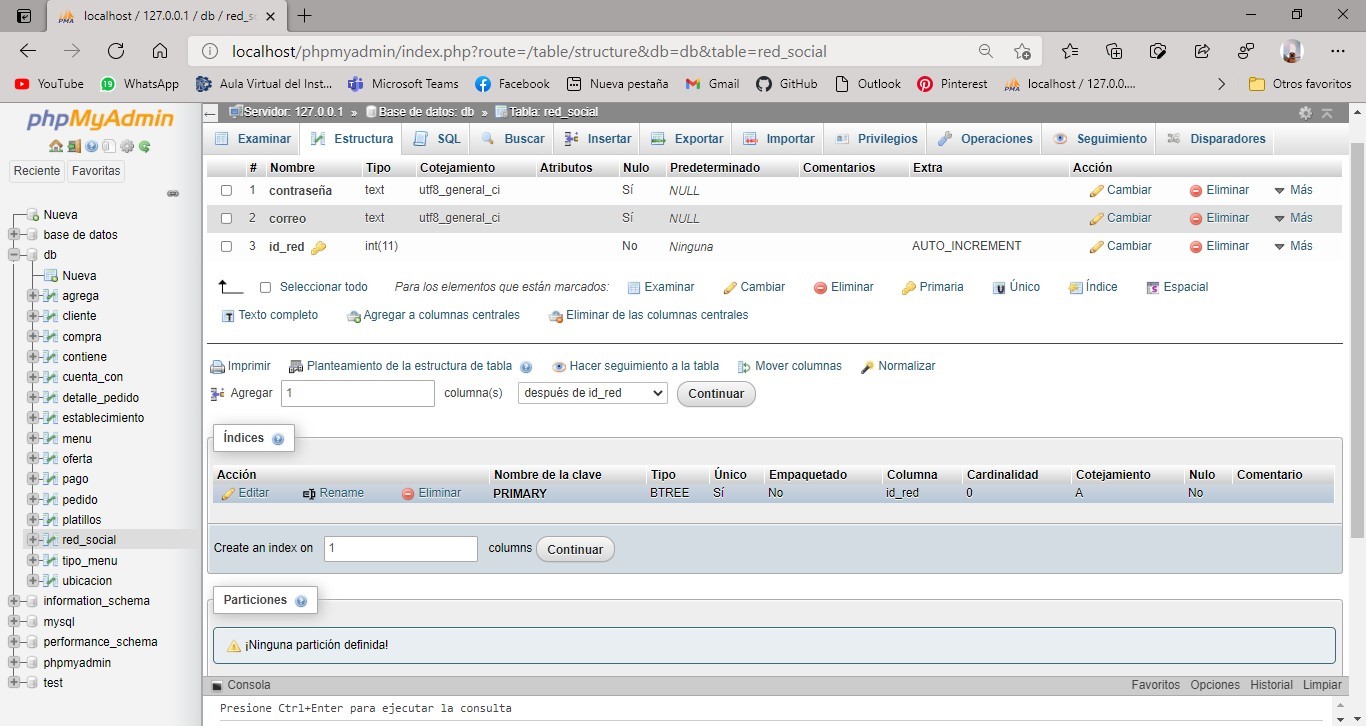 localhost / 127.0.0.1 / db / red_s
localhost/phpmyadmin/index.php?route=/table/structure&db=db&table=red_social
YouTube WhatsApp Aula Virtual del Inst... Microsoft Teams Facebook Nueva pestaña Gmail GitHub Outlook Pinterest localhost / 127.0.0.... Otros favoritos
phpMyAdmin
Reciente Favoritas
Nueva
base de datos
db
Nueva
agrega
cliente
compra
contiene
cuenta_con
detalle_pedido
establecimiento
menu
oferta
pago
pedido
platillos
red_social
tipo_menu
ubicacion
information_schema
mysql
performance_schema
phpmyadmin
test
Servidor: 127.0.0.1 » Base de datos: db » Tabla: red_social
Examinar Estructura SQL Buscar Insertar Exportar Importar Privilegios Operaciones Seguimiento Disparadores
# Nombre Tipo Cotejamiento Atributos Nulo Predeterminado Comentarios Extra Acción
1 contraseña text utf8_general_ci Sí NULL Cambiar Eliminar Más
2 correo text utf8_general_ci Sí NULL Cambiar Eliminar Más
3 id_red int(11) No Ninguna AUTO_INCREMENT Cambiar Eliminar Más
Seleccionar todo Para los elementos que están marcados: Examinar Cambiar Eliminar Primaria Único Índice Espacial
Texto completo Agregar a columnas centrales Eliminar de las columnas centrales
Imprimir Planteamiento de la estructura de tabla Hacer seguimiento a la tabla Mover columnas Normalizar
Agregar 1 columna(s) después de id_red Continuar
Índices
Acción Nombre de la clave Tipo Único Empaquetado Columna Cardinalidad Cotejamiento Nulo Comentario
Editar Rename Eliminar PRIMARY BTREE Sí No id_red 0 A No
Create an index on 1 columns Continuar
Particiones
¡Ninguna partición definida!
Consola Favoritos Opciones Historial Limpiar
Presione Ctrl+Enter para ejecutar la consulta